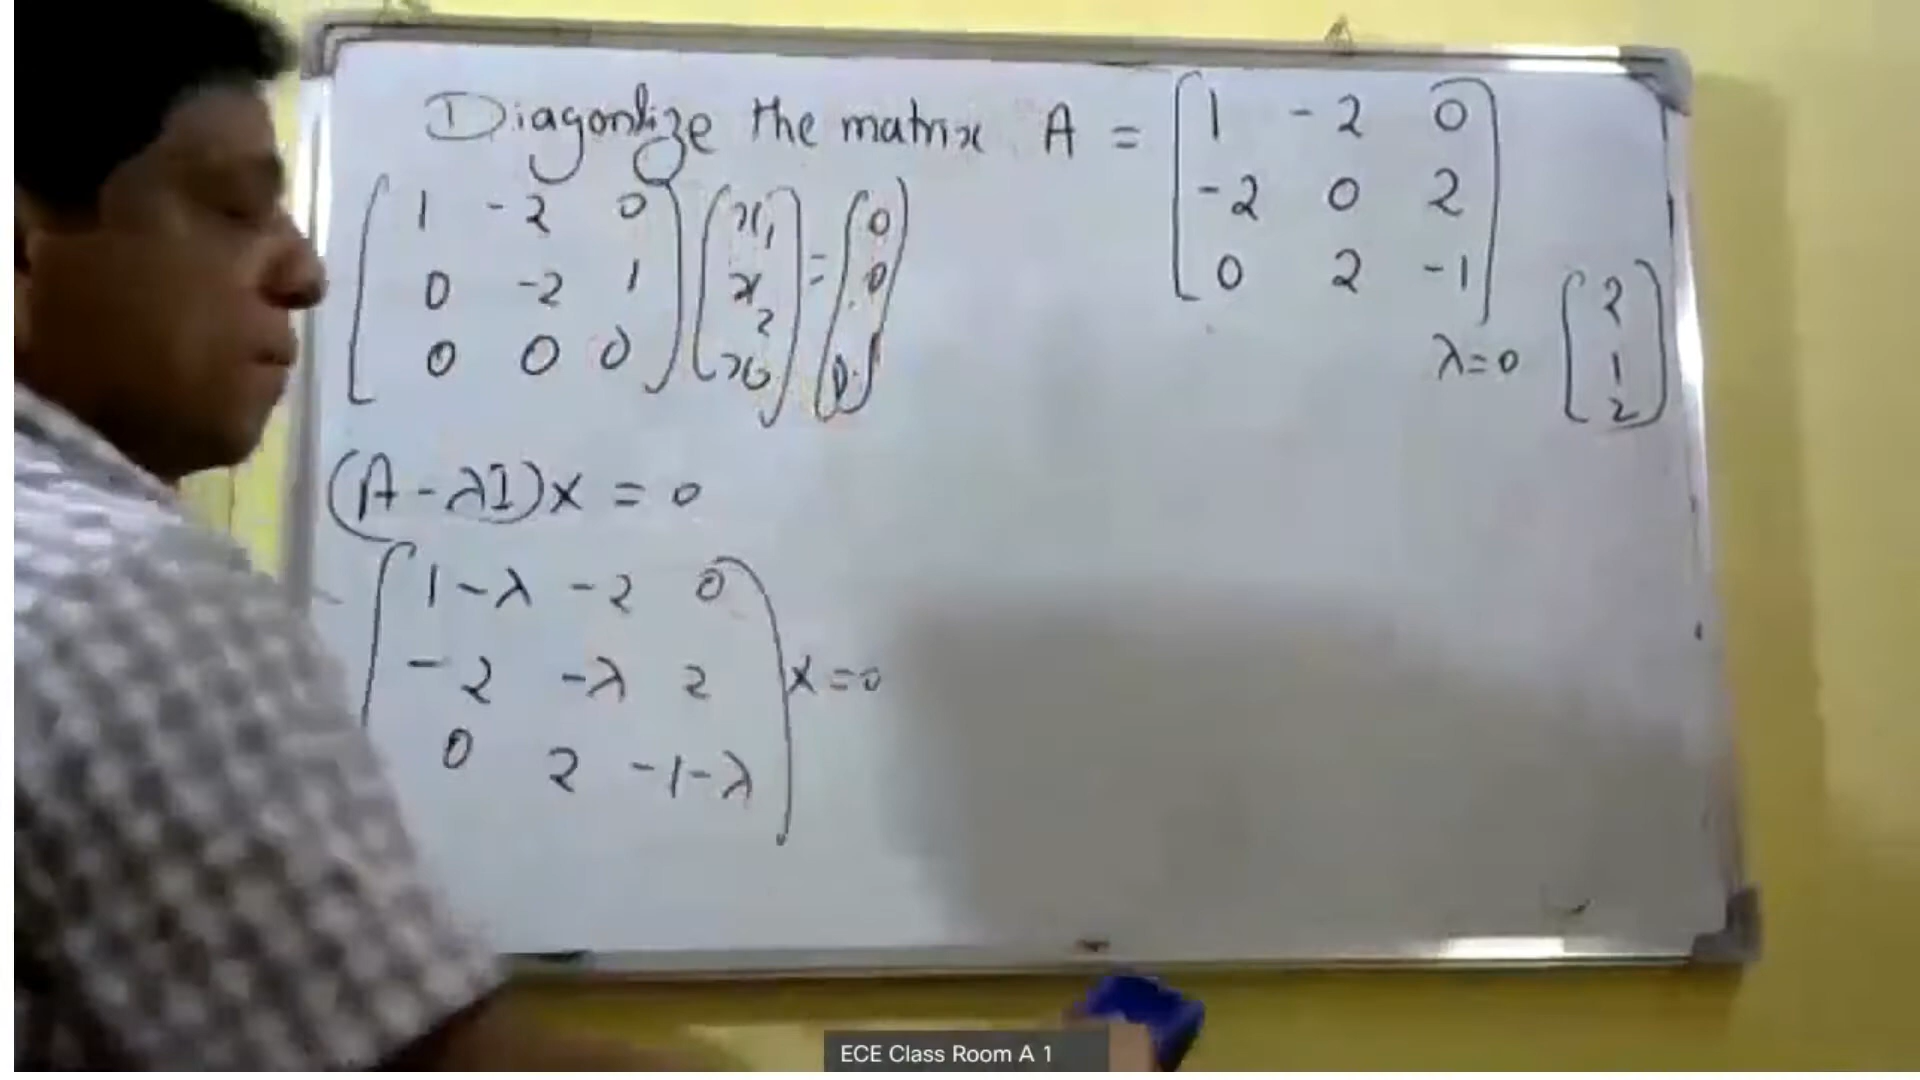 Diagonlize the matrix A = [1 -2 0
-2 0 2
0 2 -1]
[1 -2 0
0 -2 1
0 0 0] [x1
x2
x3] = [0
0
0]
λ=0 [2
1
2]
(A-λI)x = 0
[1-λ -2 0
-2 -λ 2
0 2 -1-λ] x=0
ECE Class Room A 1